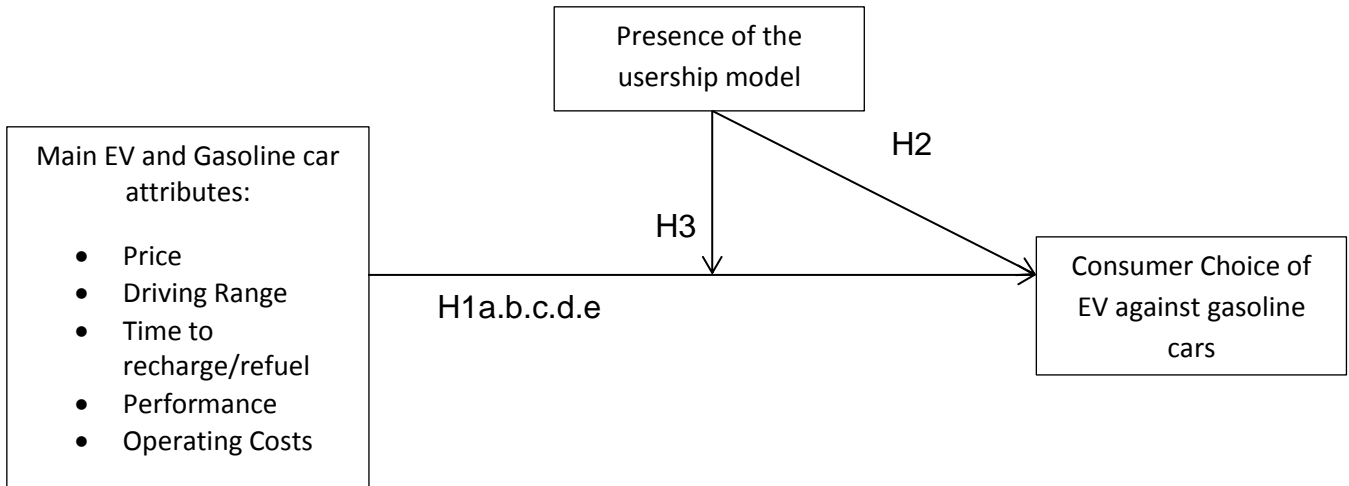 Presence of the
usership model
H2
Main EV and Gasoline car
attributes:
• Price
• Driving Range
• Time to
recharge/refuel
• Performance
• Operating Costs
H3
H1a.b.c.d.e
Consumer Choice of
EV against gasoline
cars